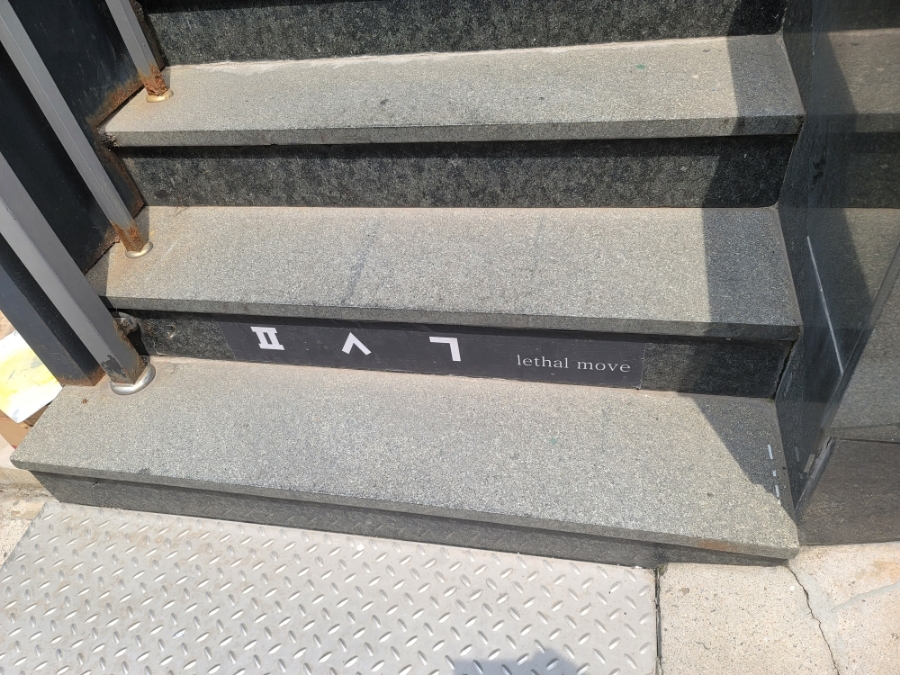 ㅍ ㅅ ㄱ lethal move